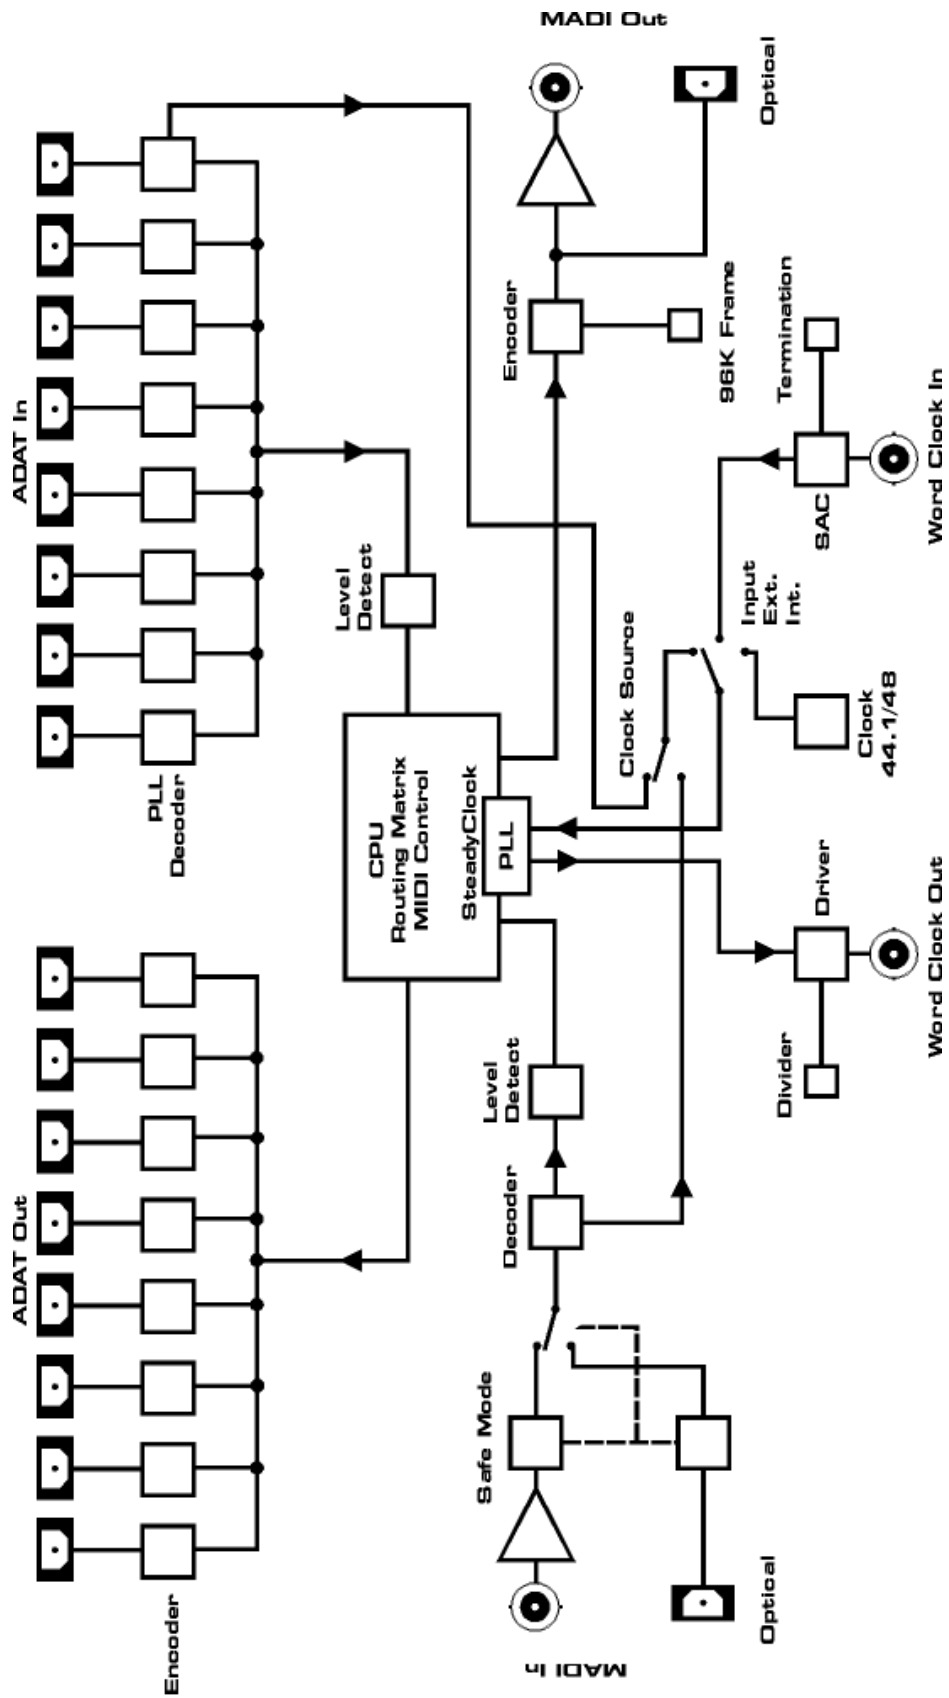 MADI Out
Optical
ADAT In
Encoder
96K Frame
Termination
Word Clock In
SAC
Level
Detect
Input
Ext.
Int.
Clock Source
Clock
44.1/48
PLL
Decoder
CPU
Routing Matrix
MIDI Control
SteadyClock
PLL
Driver
Word Clock Out
Divider
Level
Detect
Decoder
ADAT Out
Safe Mode
Encoder
Optical
MADI In